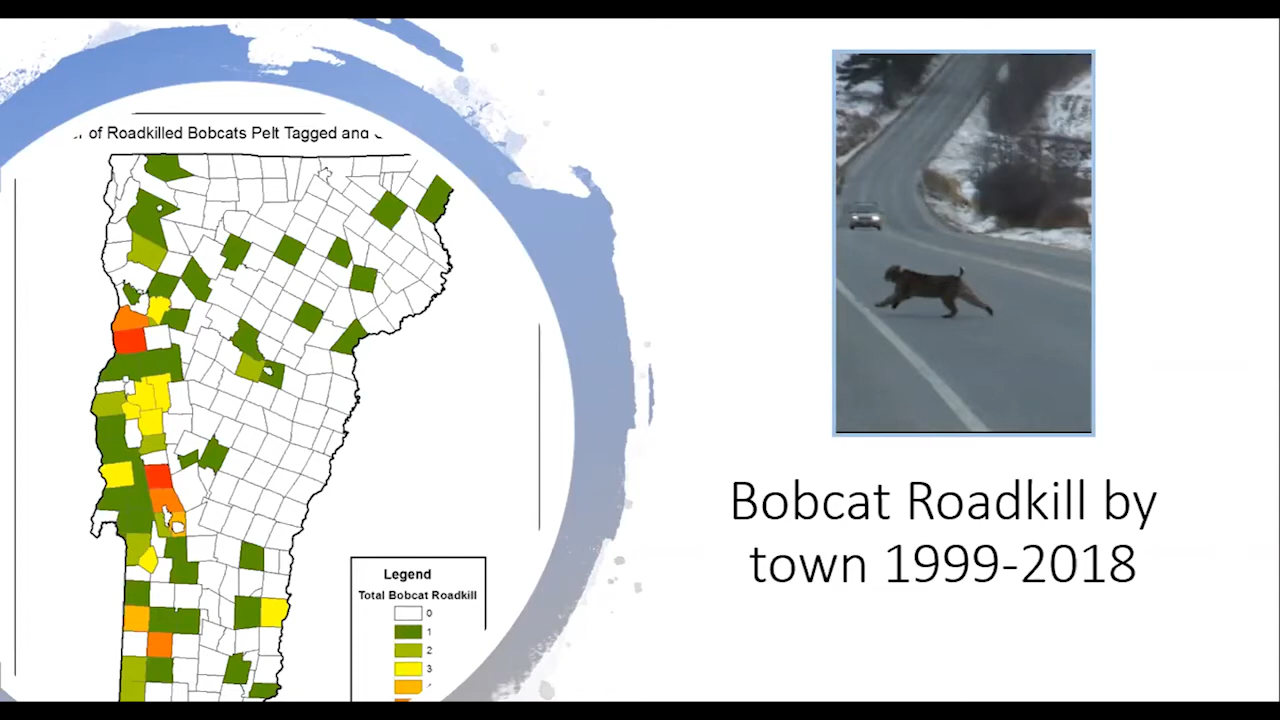 of Roadkilled Bobcats Pelt Tagged and
Legend
Total Bobcat Roadkill
0
1
2
3
Bobcat Roadkill by
town 1999-2018